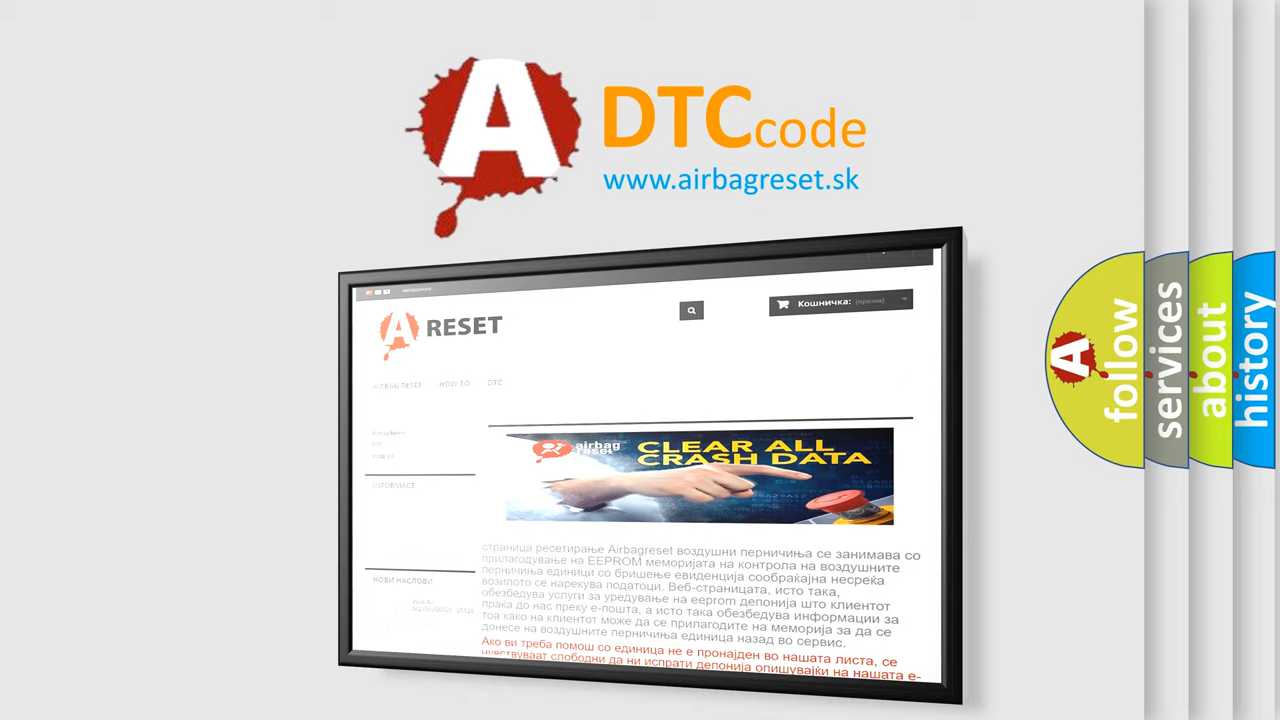 A
DTC code
www.airbagreset.sk
A RESET
Кошничка: (празна)
AIRBAG RESET HOW TO DTC
airbag
reset
CLEAR ALL
CRASH DATA
INFORMACE
НОВИ НАСЛОВИ
страница ресетирање Airbagreset воздушни перничиња се занимава со
прилагодување на EEPROM меморијата на контрола на воздушните
перничиња единици со бришење евиденција сообраќајна несреќа
возилото се нарекува податоци. Веб-страницата, исто така,
обезбедува услуги за уредување на eeprom депонија што клиентот
праќа до нас преку е-пошта, а исто така обезбедува информации за
тоа како на клиентот може да се прилагодите на меморија за да се
донесе на воздушните перничиња единица назад во сервис.
Ако ви треба помош со единица не е пронајден во нашата листа, се
чувствуваат слободни да ни испрати депонија опишувајќи на нашата е-
A
follow
services
about
history